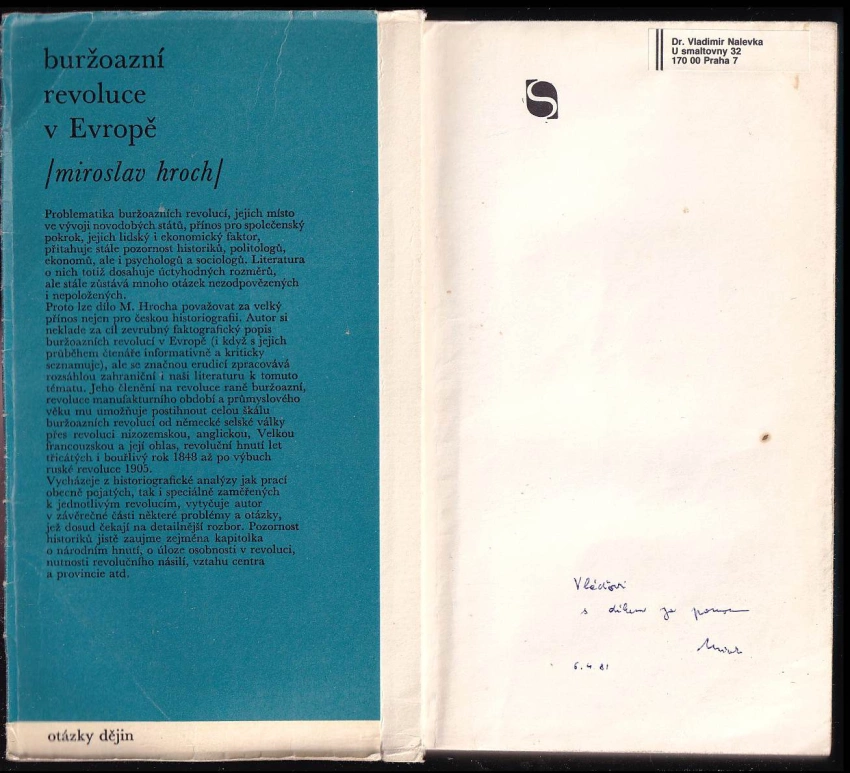 buržoazní
revoluce
v Evropě
/miroslav hroch/
Problematika buržoazních revolucí, jejich místo
ve vývoji novodobých států, přínos pro společenský
pokrok, jejich lidský i ekonomický faktor,
přitahuje stále pozornost historiků, politologů,
ekonomů, ale i psychologů a sociologů. Literatura
o nich totiž dosahuje úctyhodných rozměrů,
ale stále zůstává mnoho otázek nezodpovězených
i nepoložených.
Proto lze dílo M. Hrocha považovat za velký
přínos nejen pro českou historiografii. Autor si
neklade za cíl zevrubný faktografický popis
buržoazních revolucí v Evropě (i když s jejich
průběhem čtenáře informativně a kriticky
seznamuje), ale se značnou erudicí zpracovává
rozsáhlou zahraniční i naši literaturu k tomuto
tématu. Jeho členění na revoluce raně buržoazní,
revoluce manufakturního období a průmyslového
věku mu umožňuje postihnout celou škálu
buržoazních revolucí od německé selské války
přes revoluci nizozemskou, anglickou, Velkou
francouzskou a její ohlas, revoluční hnutí let
třicátých i bouřlivý rok 1848 až po výbuch
ruské revoluce 1905.
Vycházeje z historiografické analýzy jak prací
obecně pojatých, tak i speciálně zaměřených
k jednotlivým revolucím, vytyčuje autor
v závěrečné části některé problémy a otázky,
jež dosud čekají na detailnější rozbor. Pozornost
historiků jistě zaujme zejména kapitolka
o národním hnutí, o úloze osobnosti v revoluci,
nutnosti revolučního násilí, vztahu centra
a provincie atd.
otázky dějin
Dr. Vladimir Nalevka
U smaltovny 32
170 00 Praha 7
S
Vláďovi
s díkem za pomoc
6.4 81